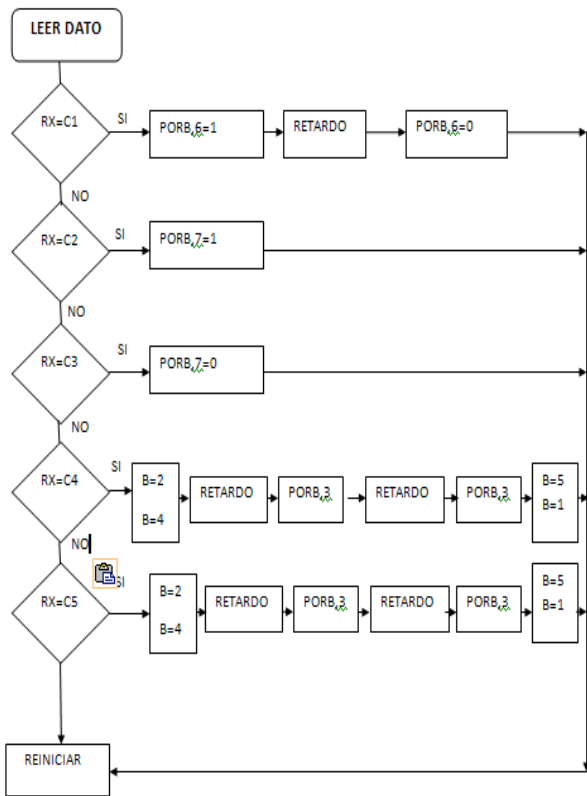 LEER DATO
RX=C1
SI
PORB,6=1
RETARDO
PORB,6=0
NO
RX=C2
SI
PORB,7=1
NO
RX=C3
SI
PORB,7=0
NO
RX=C4
SI
B=2
B=4
RETARDO
PORB,3
RETARDO
PORB,3
B=5
B=1
NO
RX=C5
SI
B=2
B=4
RETARDO
PORB,3
RETARDO
PORB,3
B=5
B=1
REINICIAR